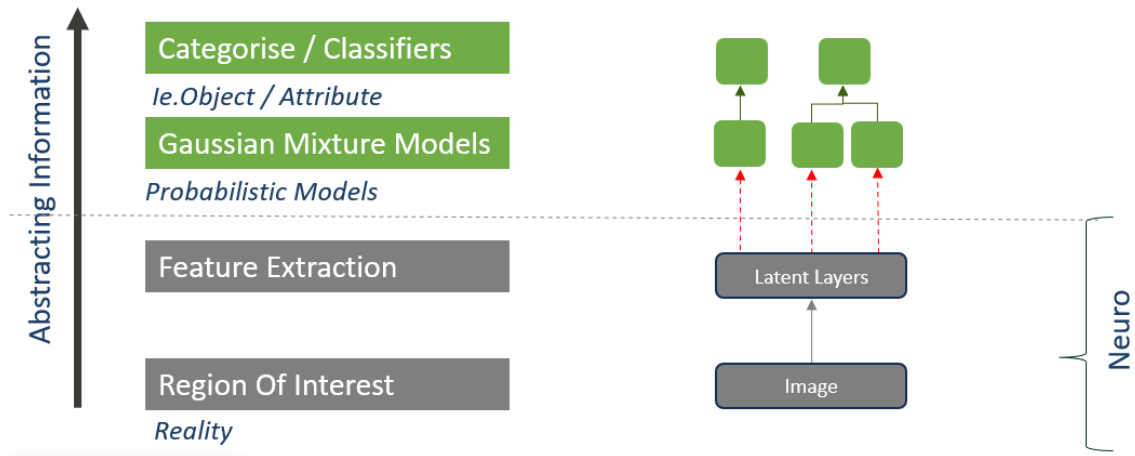 Abstracting Information
Categorise / Classifiers
Ie.Object / Attribute
Gaussian Mixture Models
Probabilistic Models
Feature Extraction
Latent Layers
Region Of Interest
Image
Reality
Neuro